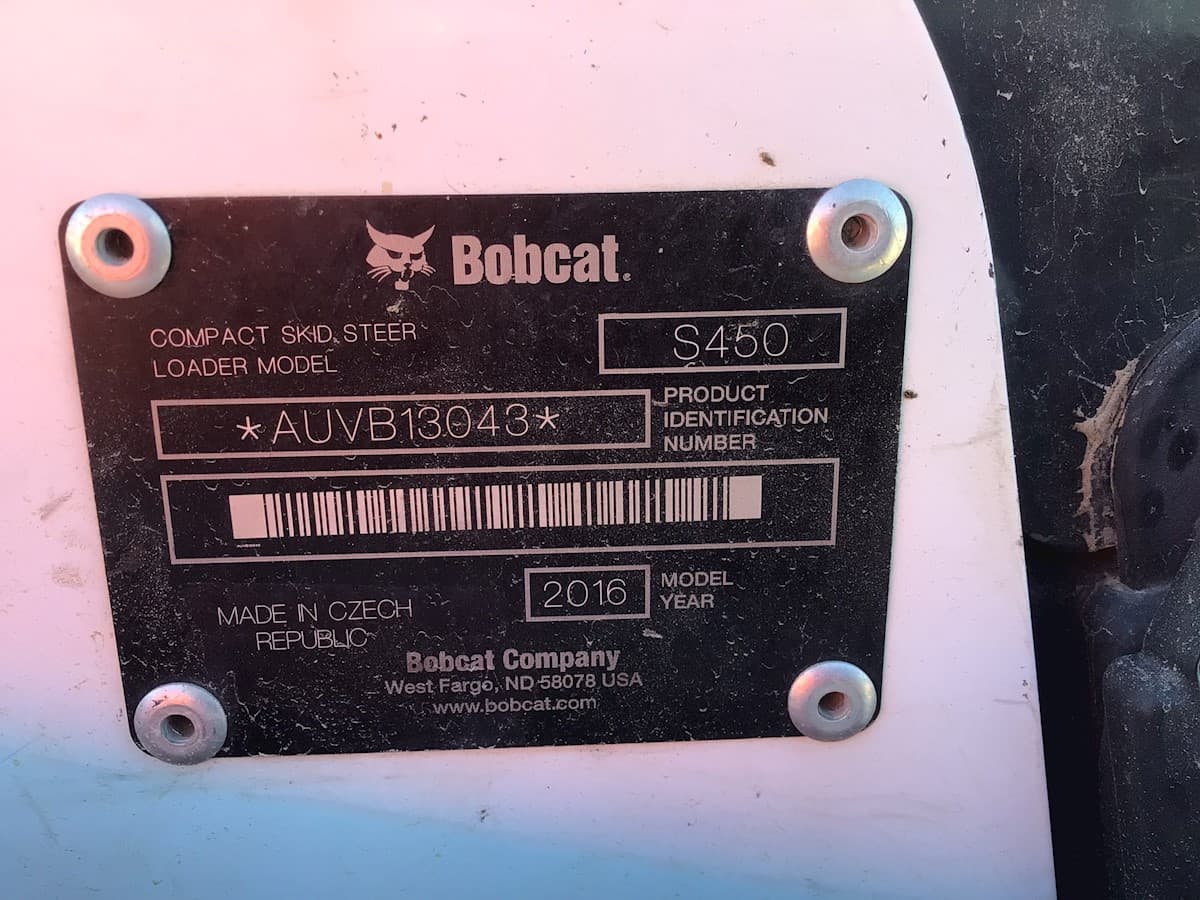 Bobcat.
COMPACT SKID STEER
LOADER MODEL
S450
*AUVB13043*
PRODUCT
IDENTIFICATION
NUMBER
2016
MODEL
YEAR
MADE IN CZECH
REPUBLIC
Bobcat Company
West Fargo, ND 58078 USA
www.bobcat.com